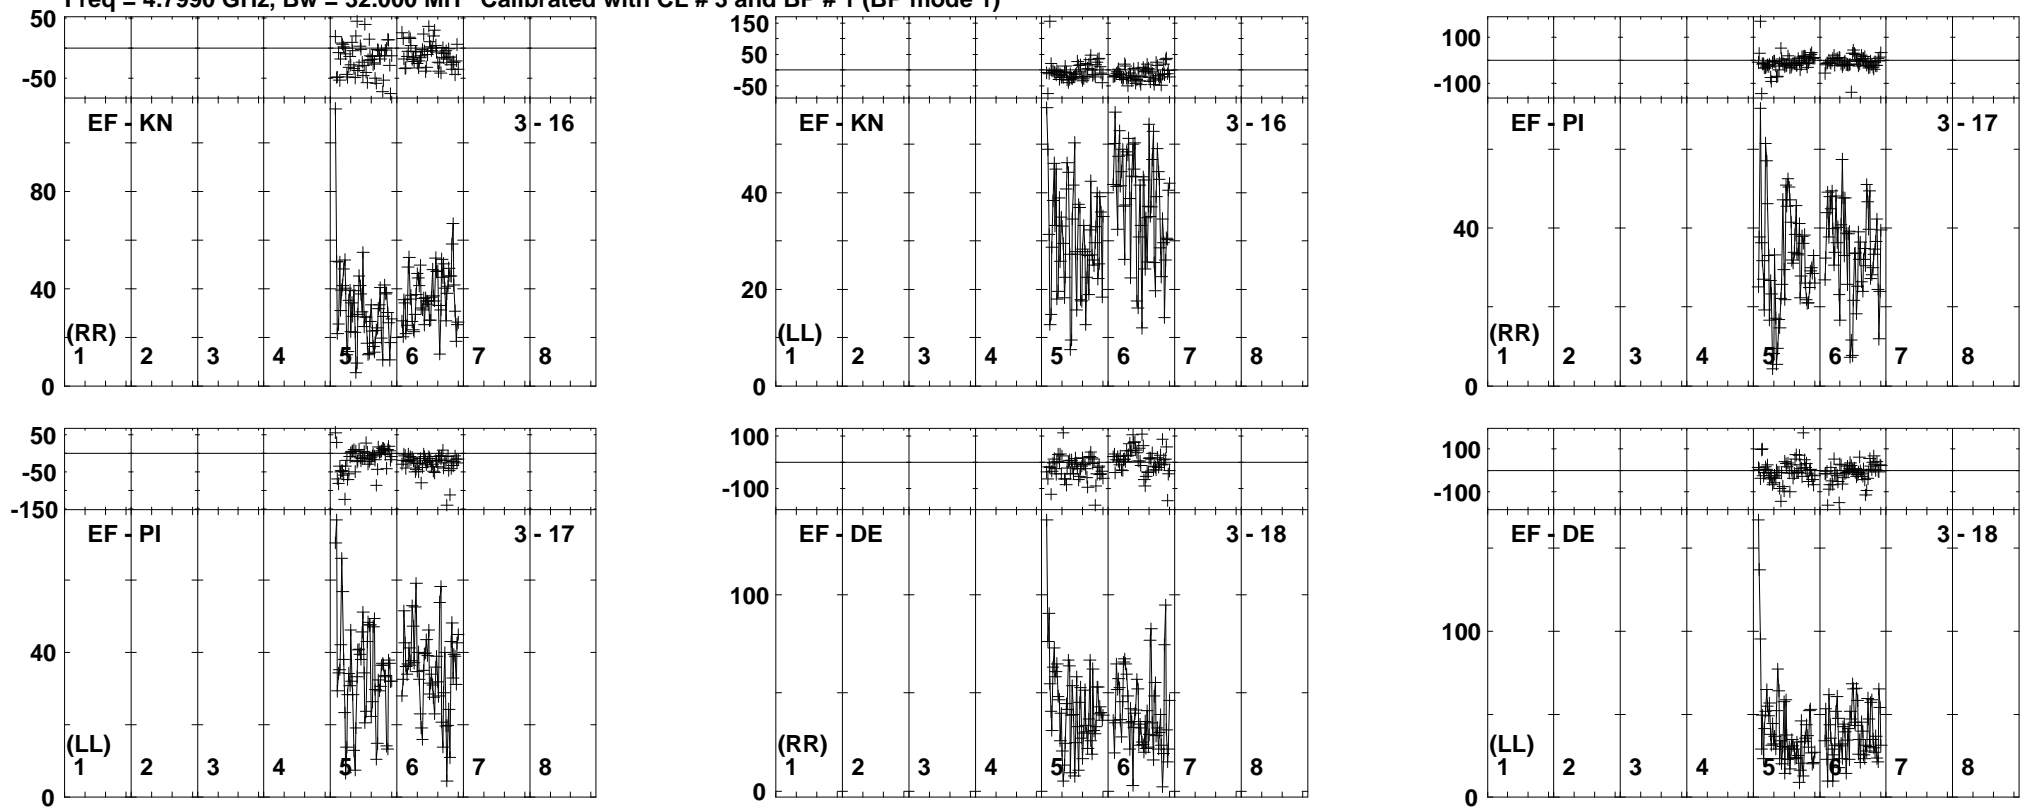 Freq = 4.7990 GHz, Bw = 32.000 MH Calibrated with CL # 3 and BP # 1 (BP mode 1)
50
-50
EF - KN 3 - 16
80
40
(RR)
1 2 3 4 5 6 7 8
0
150
50
-50
EF - KN 3 - 16
40
20
(LL)
1 2 3 4 5 6 7 8
0
100
-100
EF - PI 3 - 17
40
(RR)
1 2 3 4 5 6 7 8
0
50
-50
-150
EF - PI 3 - 17
40
(LL)
1 2 3 4 5 6 7 8
0
100
-100
EF - DE 3 - 18
100
(RR)
1 2 3 4 5 6 7 8
0
100
-100
EF - DE 3 - 18
100
(LL)
1 2 3 4 5 6 7 8
0